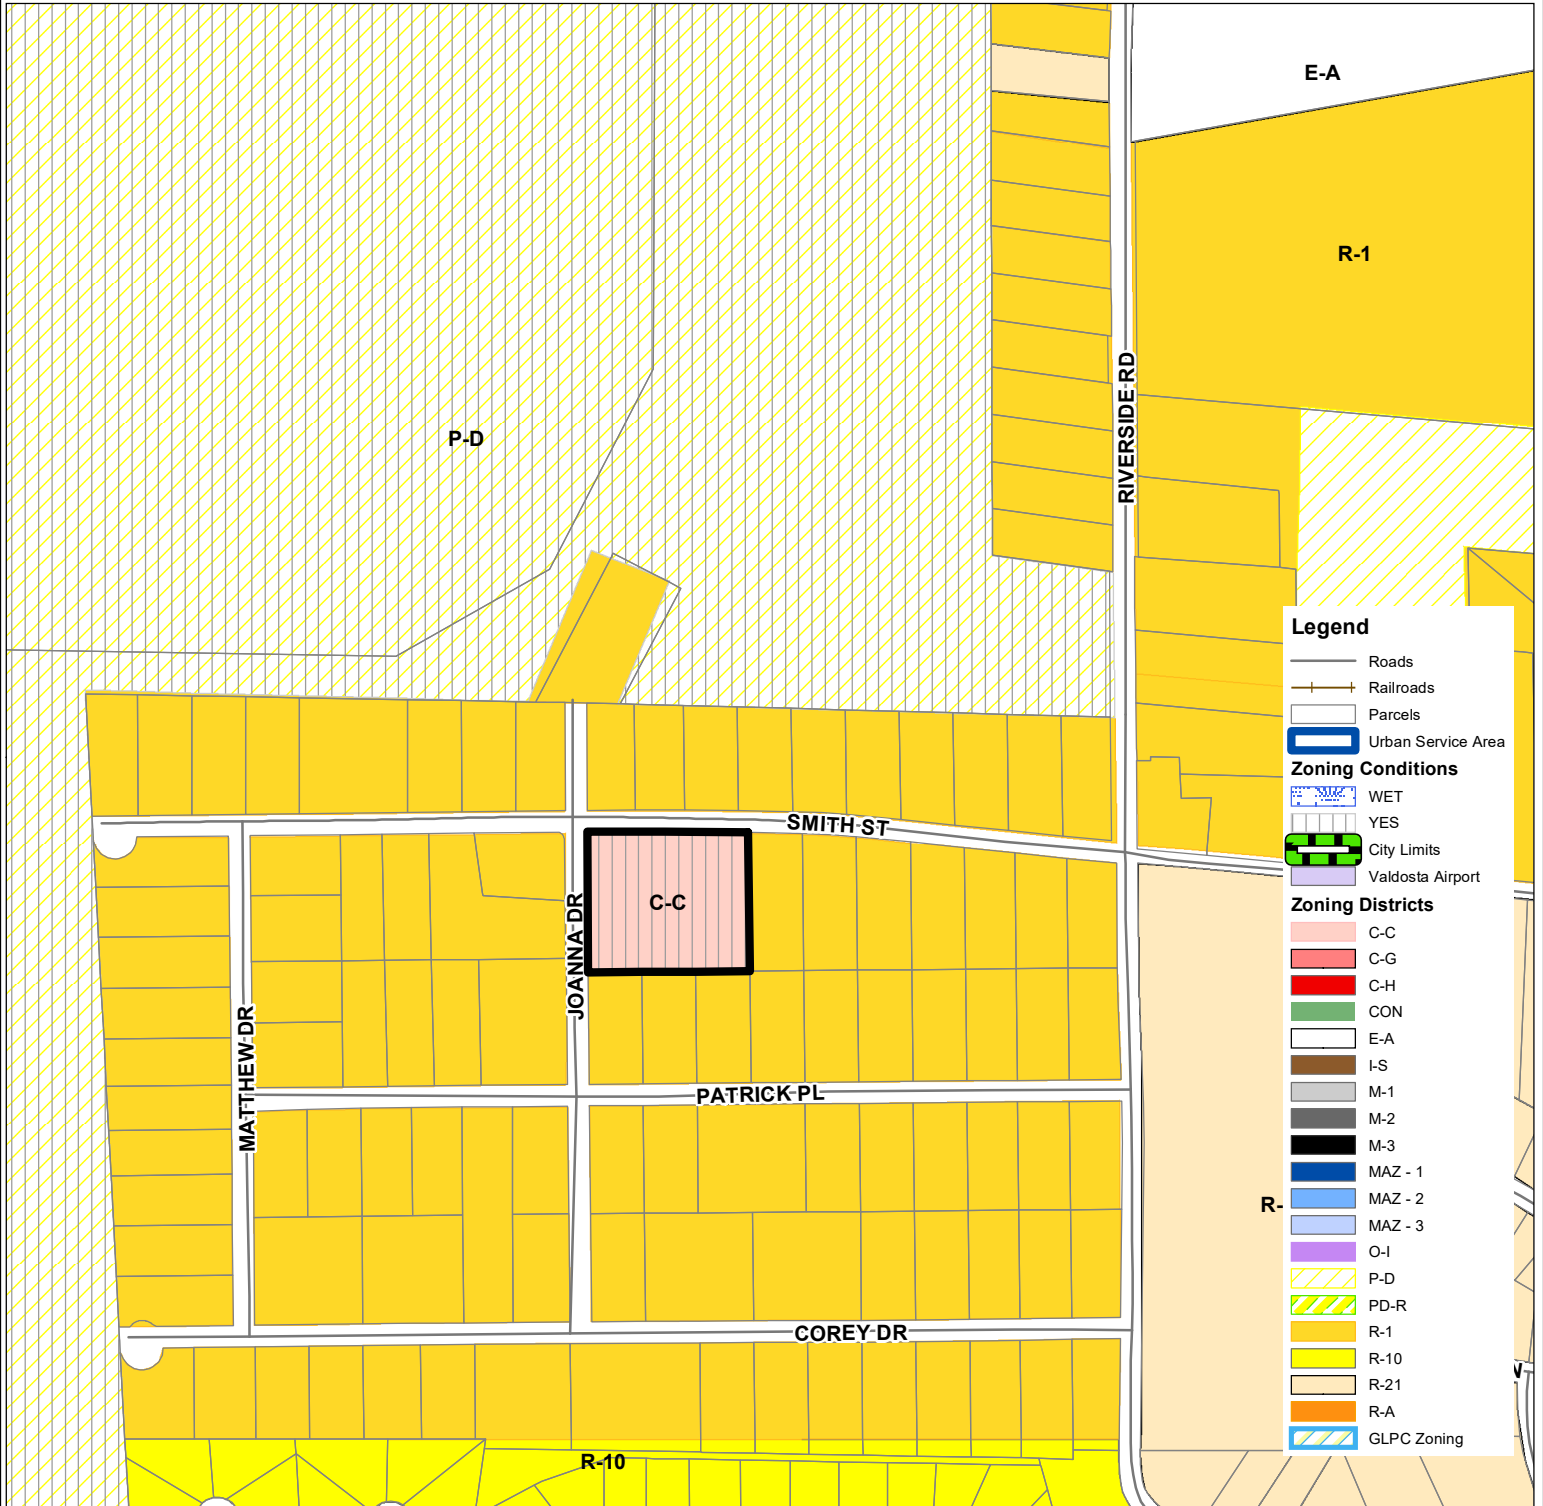 E-A
R-1
P-D
RIVERSIDE RD
SMITH ST
C-C
JOANNA DR
MATTHEW DR
PATRICK PL
R-
COREY DR
R-10
N
Legend
Roads
Railroads
Parcels
Urban Service Area
Zoning Conditions
WET
YES
City Limits
Valdosta Airport
Zoning Districts
C-C
C-G
C-H
CON
E-A
I-S
M-1
M-2
M-3
MAZ - 1
MAZ - 2
MAZ - 3
O-I
P-D
PD-R
R-1
R-10
R-21
R-A
GLPC Zoning